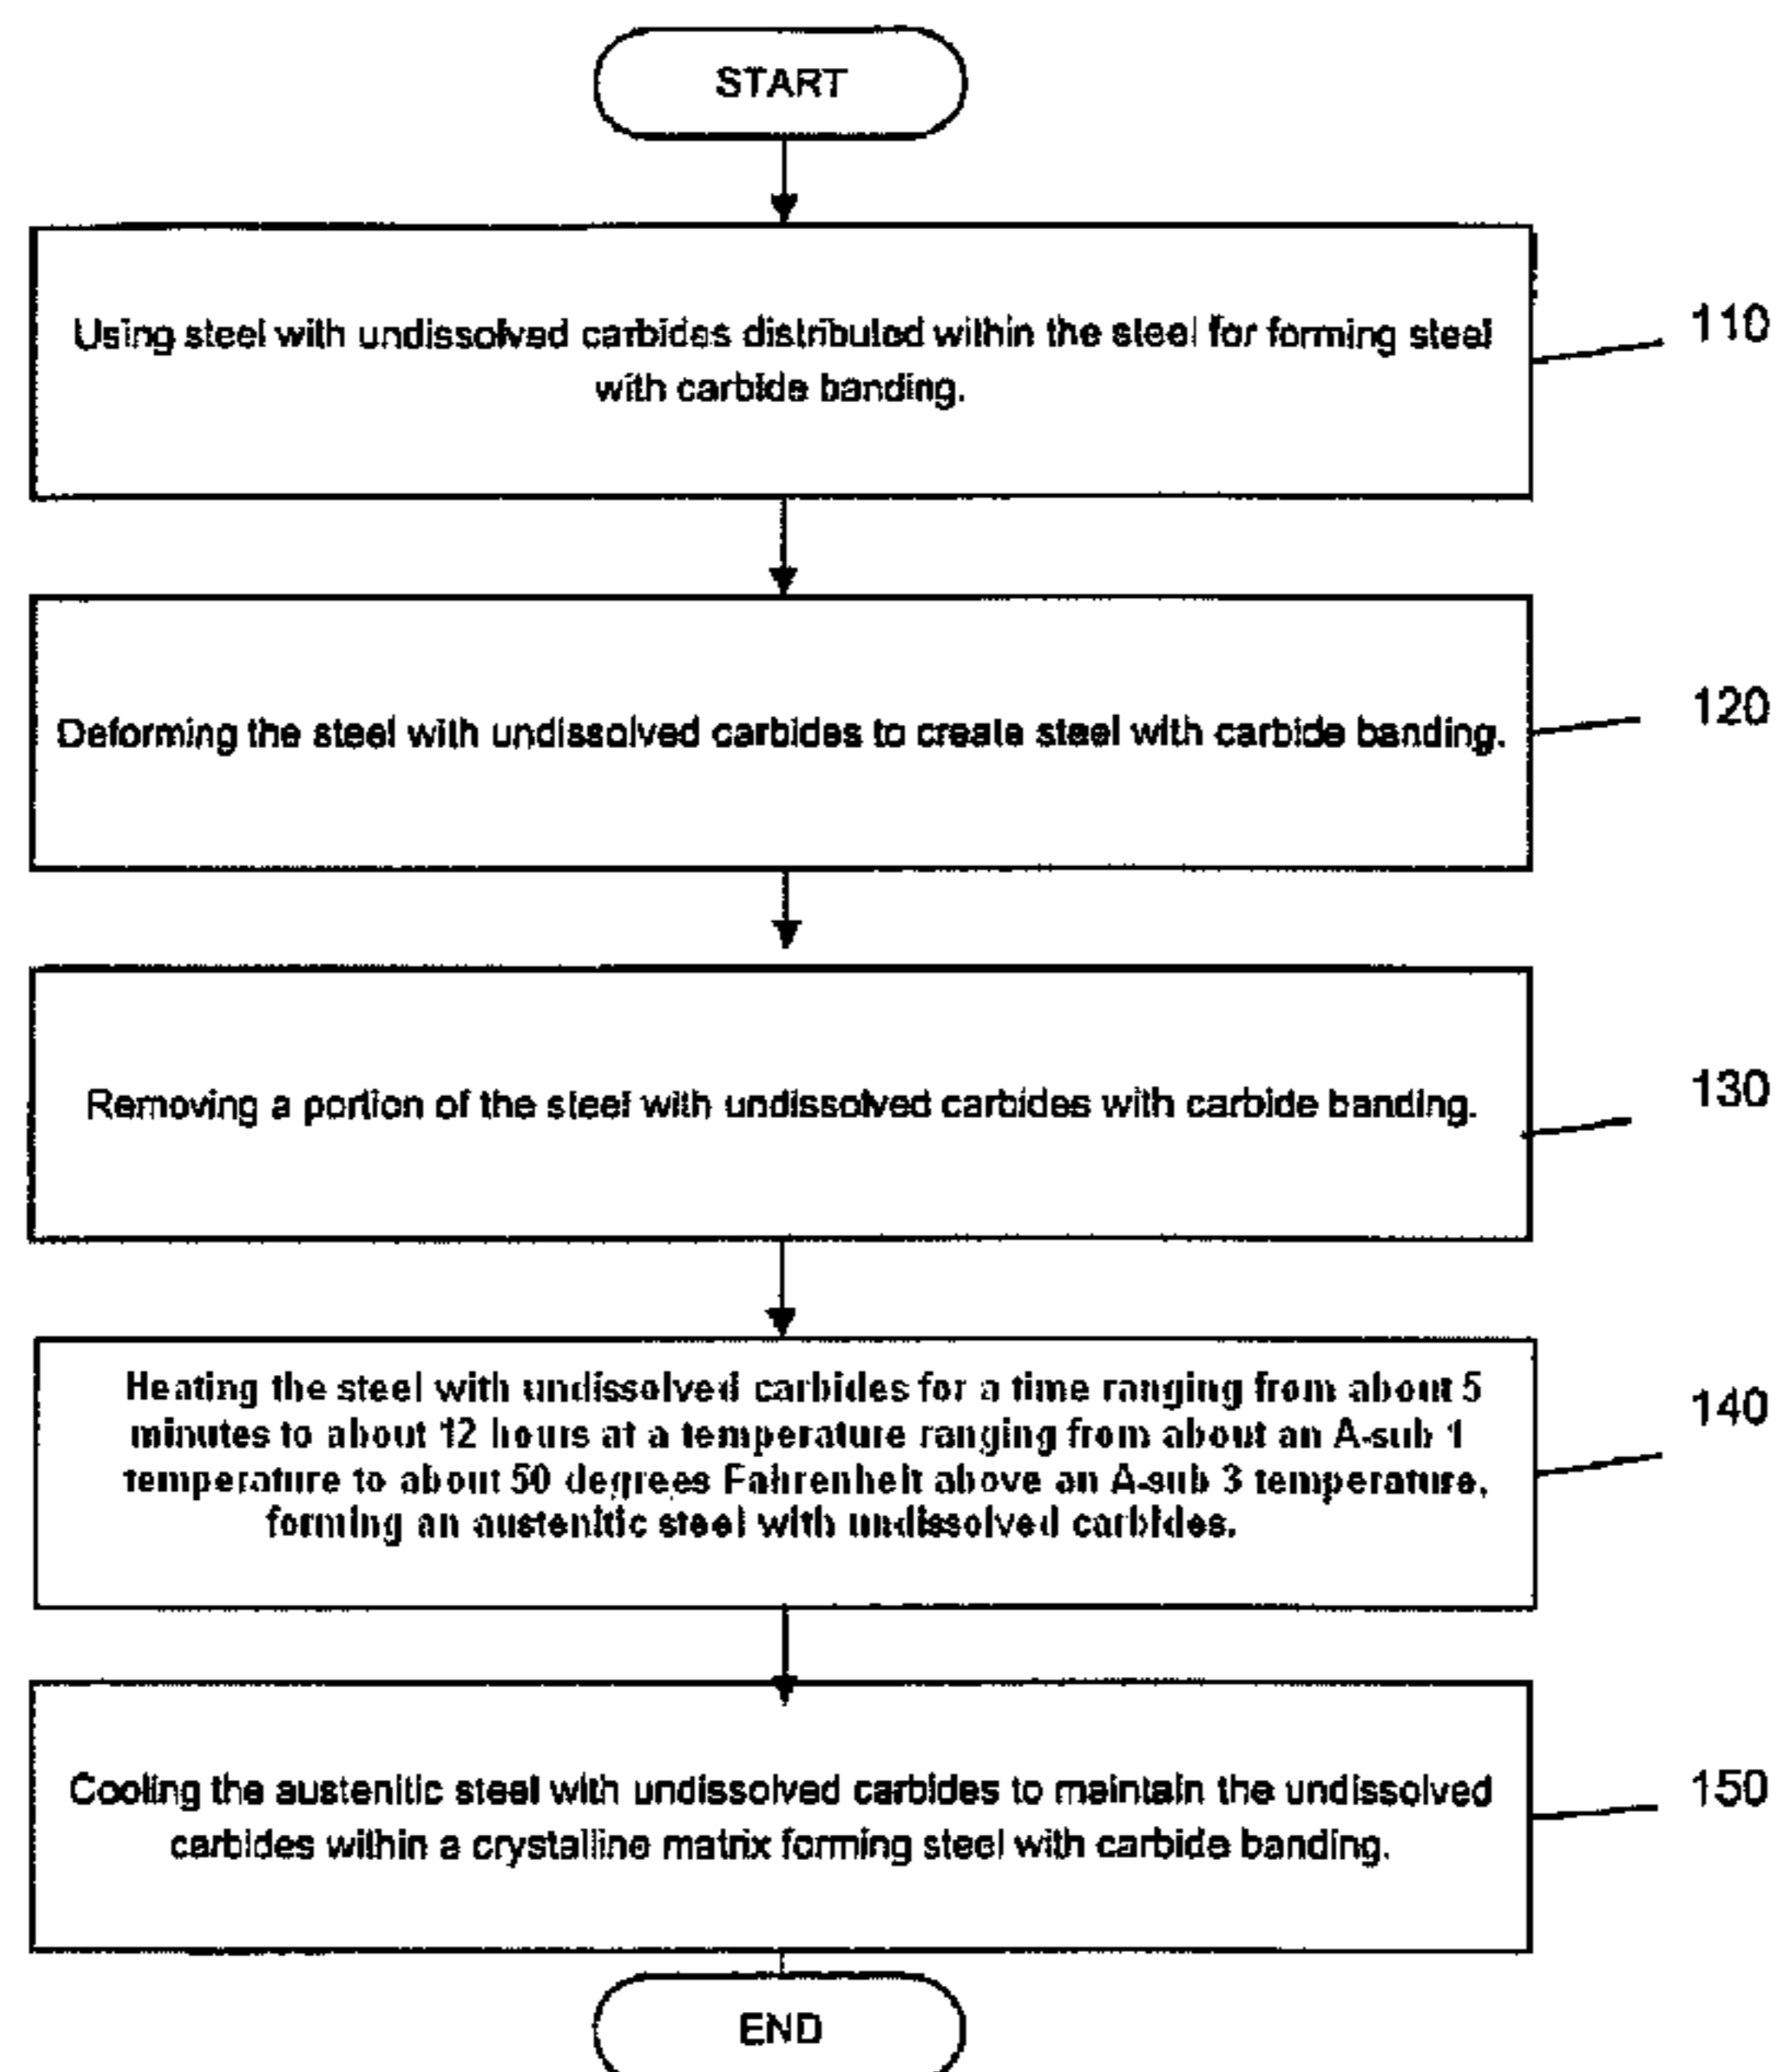 START
Using steel with undissolved carbides distributed within the steel for forming steel
with carbide banding.
110
Deforming the steel with undissolved carbides to create steel with carbide banding.
120
Removing a portion of the steel with undissolved carbides with carbide banding.
130
Heating the steel with undissolved carbides for a time ranging from about 5
minutes to about 12 hours at a temperature ranging from about an A-sub 1
temperature to about 50 degrees Fahrenheit above an A-sub 3 temperature,
forming an austenitic steel with undissolved carbides.
140
Cooling the austenitic steel with undissolved carbides to maintain the undissolved
carbides within a crystalline matrix forming steel with carbide banding.
150
END